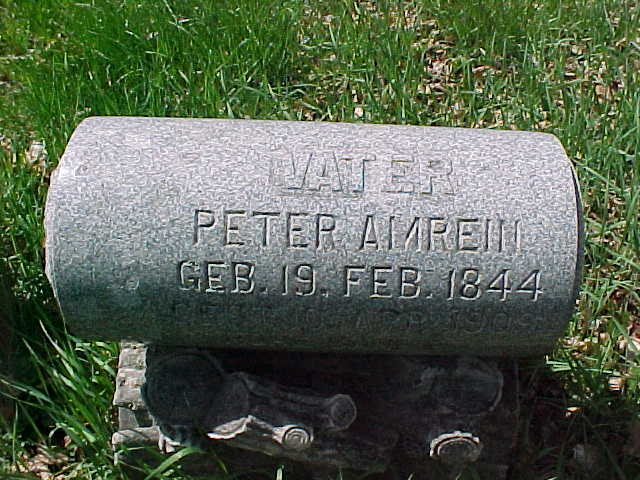 VATER
PETER AMREIN
GEB. 19. FEB. 1844